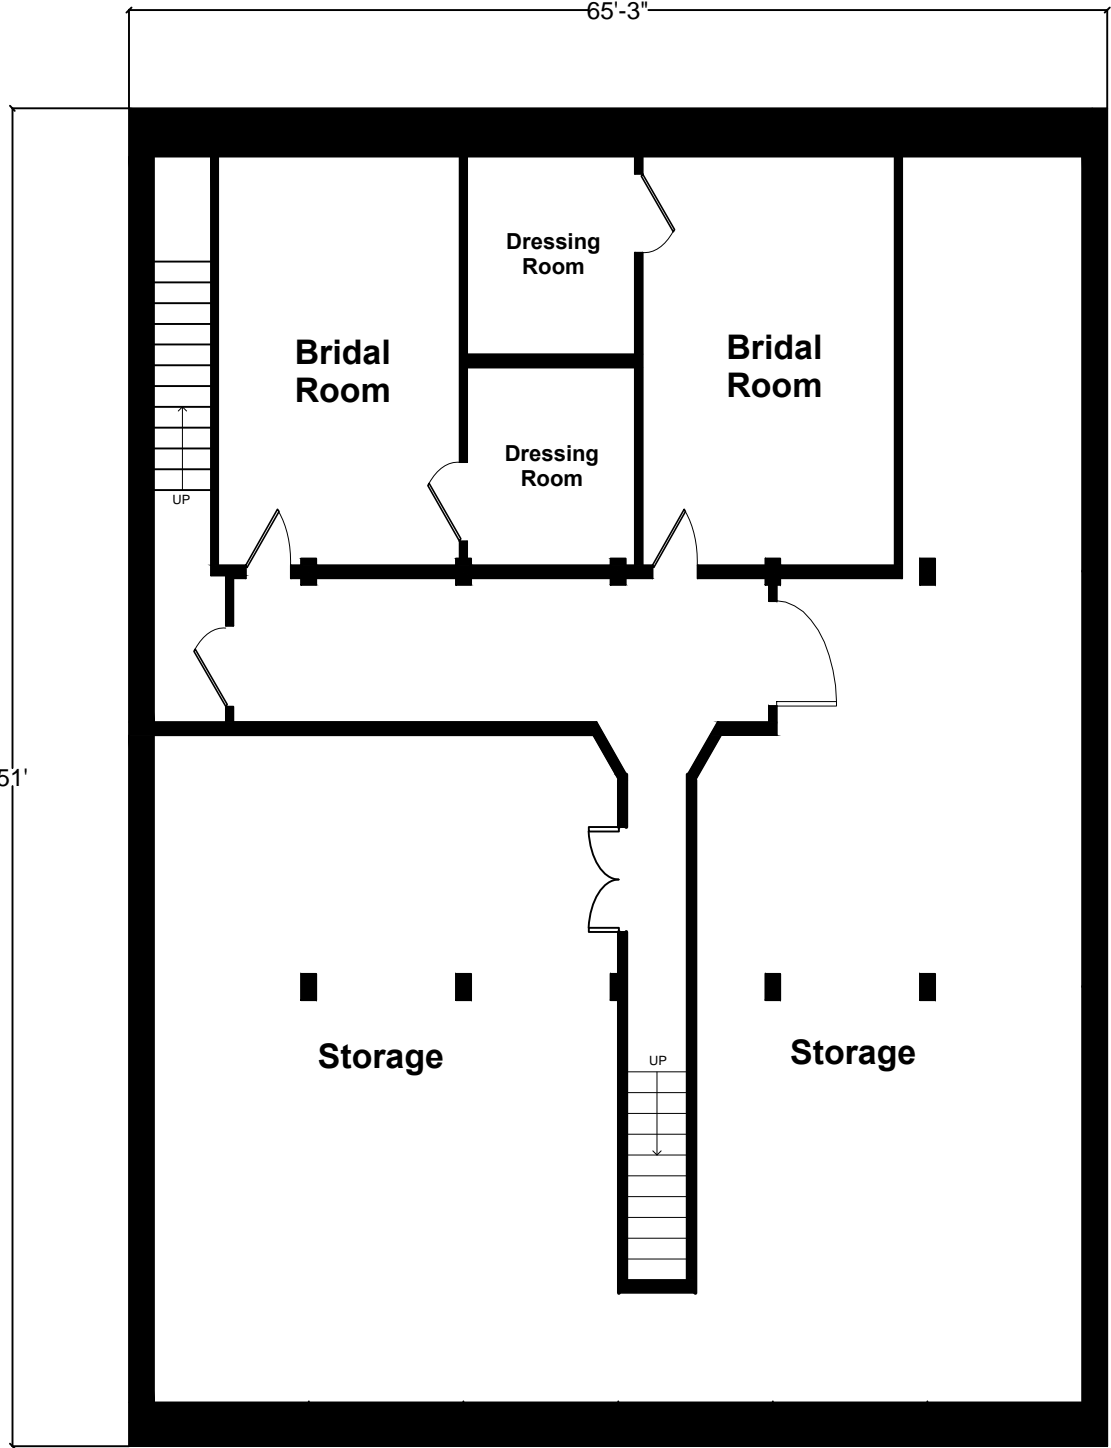 65'-3"
Dressing
Room
Bridal
Room
Bridal
Room
Dressing
Room
UP
51'
Storage
Storage
UP